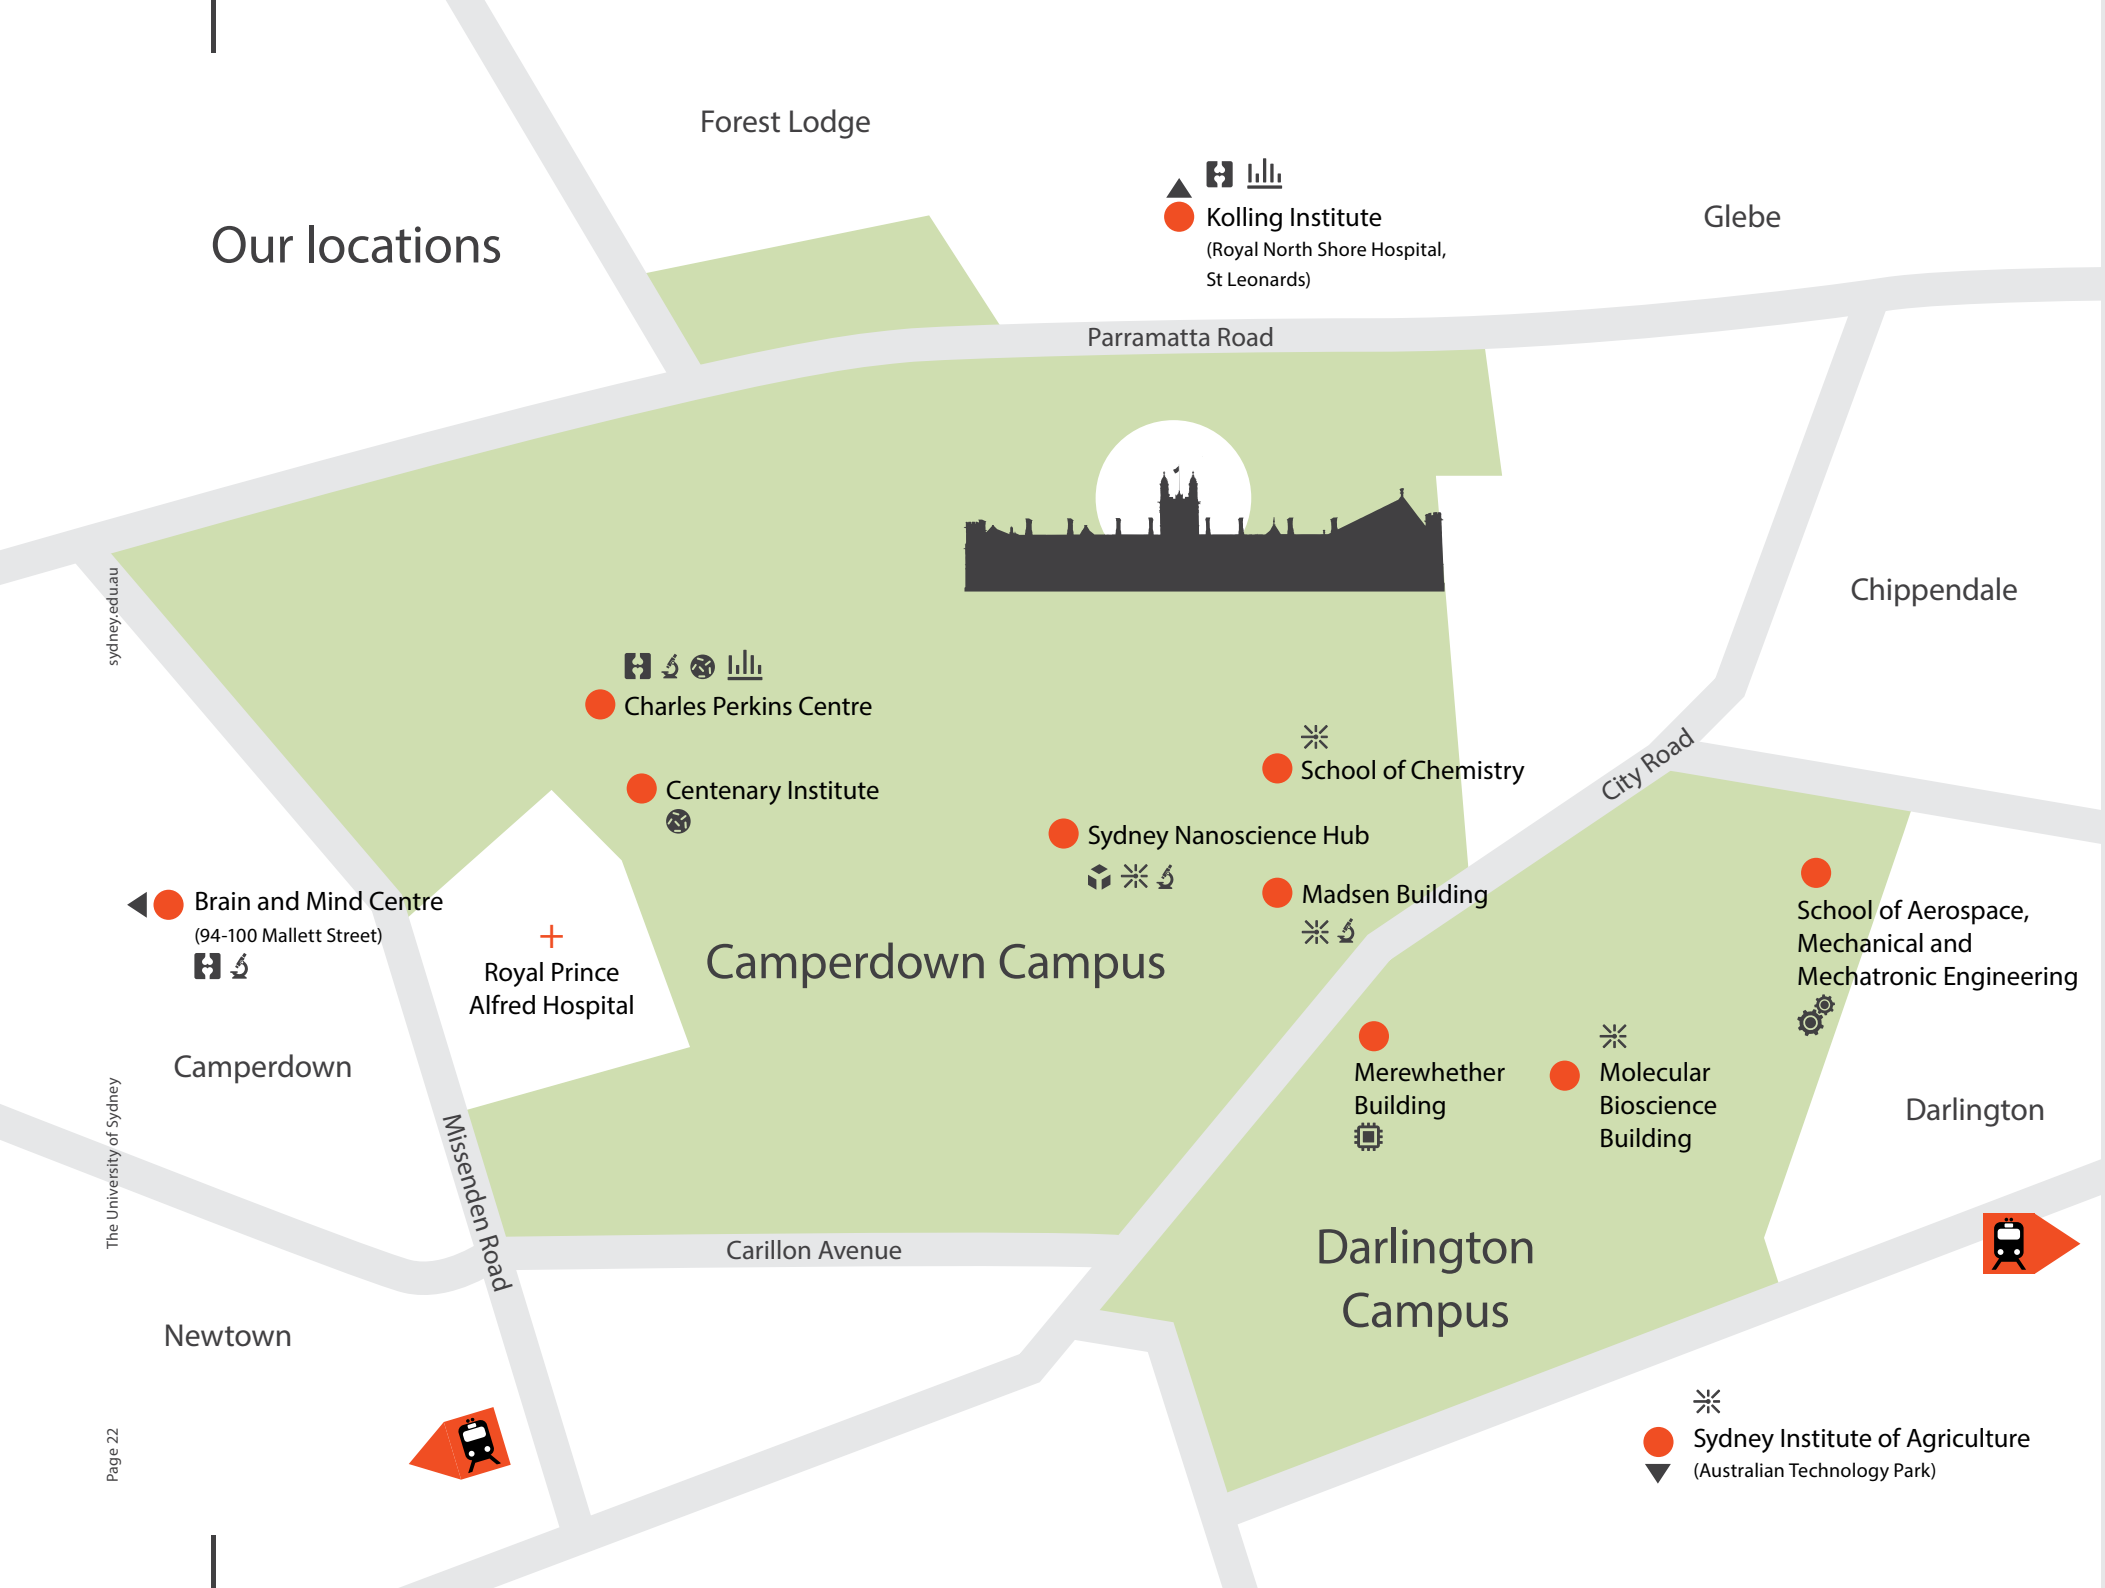 Our locations
Forest Lodge
Kolling Institute
(Royal North Shore Hospital,
St Leonards)
Glebe
Parramatta Road
Chippendale
sydney.edu.au
Charles Perkins Centre
Centenary Institute
School of Chemistry
City Road
Sydney Nanoscience Hub
Madsen Building
Brain and Mind Centre
(94-100 Mallett Street)
Royal Prince
Alfred Hospital
Camperdown Campus
School of Aerospace,
Mechanical and
Mechatronic Engineering
Camperdown
Merewhether
Building
Molecular
Bioscience
Building
Darlington
The University of Sydney
Missenden Road
Carillon Avenue
Darlington
Campus
Newtown
Page 22
Sydney Institute of Agriculture
(Australian Technology Park)